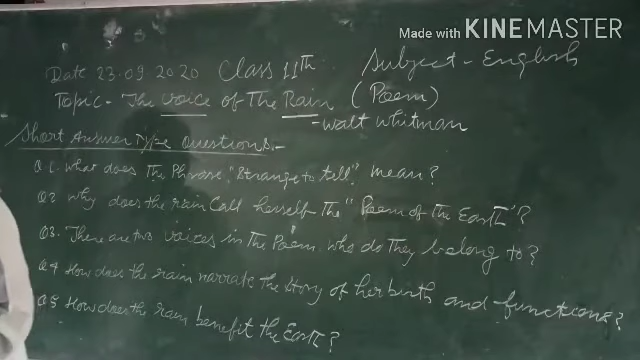 Made with KINEMASTER
Date 23.09.2020 Class 11th. Subject - English
Topic - The Voice of The Rain (Poem)
- Walt Whitman
Short Answer Type Questions:-
Q 1. What does The Phrase, "Strange to tell" mean?
Q2 Why does the rain Call herself The "Poem of The Earth"?
Q3. There are two voices in The Poem. Who do They belong to?
Q4 How does the rain narrate the story of her birth and functions?
Q5 How does the rain benefit the Earth?